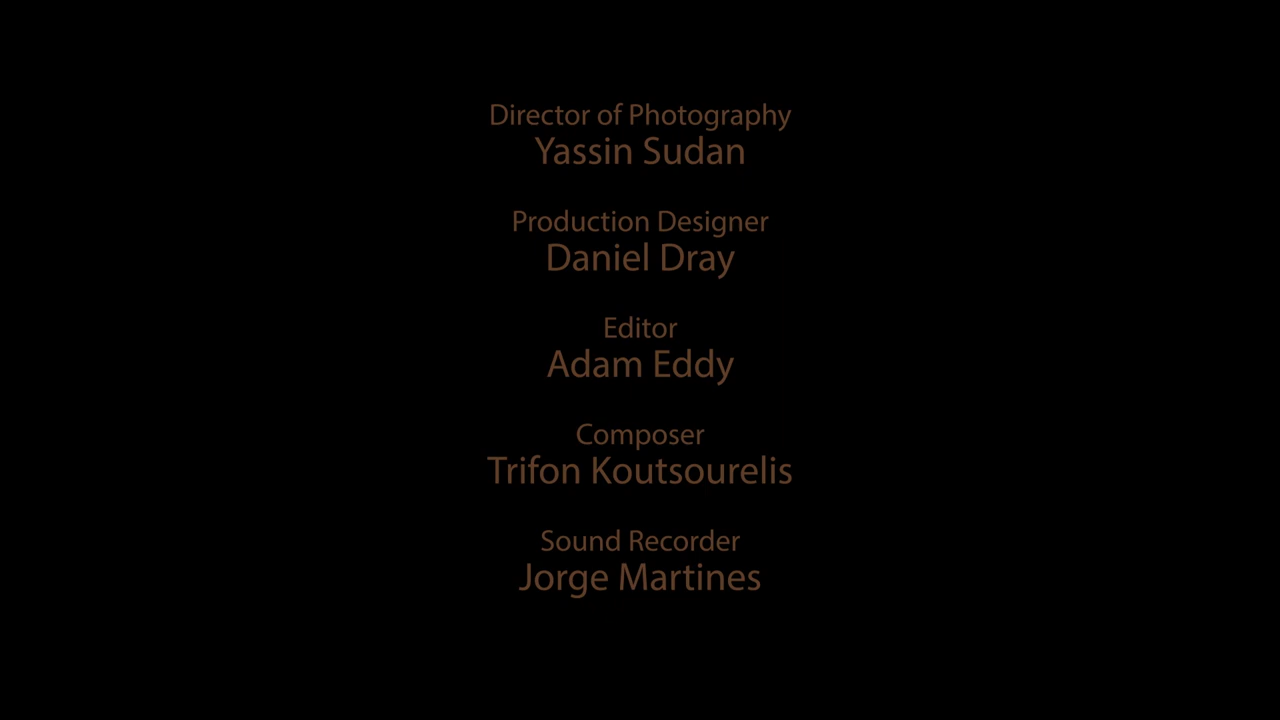 Director of Photography
Yassin Sudan
Production Designer
Daniel Dray
Editor
Adam Eddy
Composer
Trifon Koutsourelis
Sound Recorder
Jorge Martines